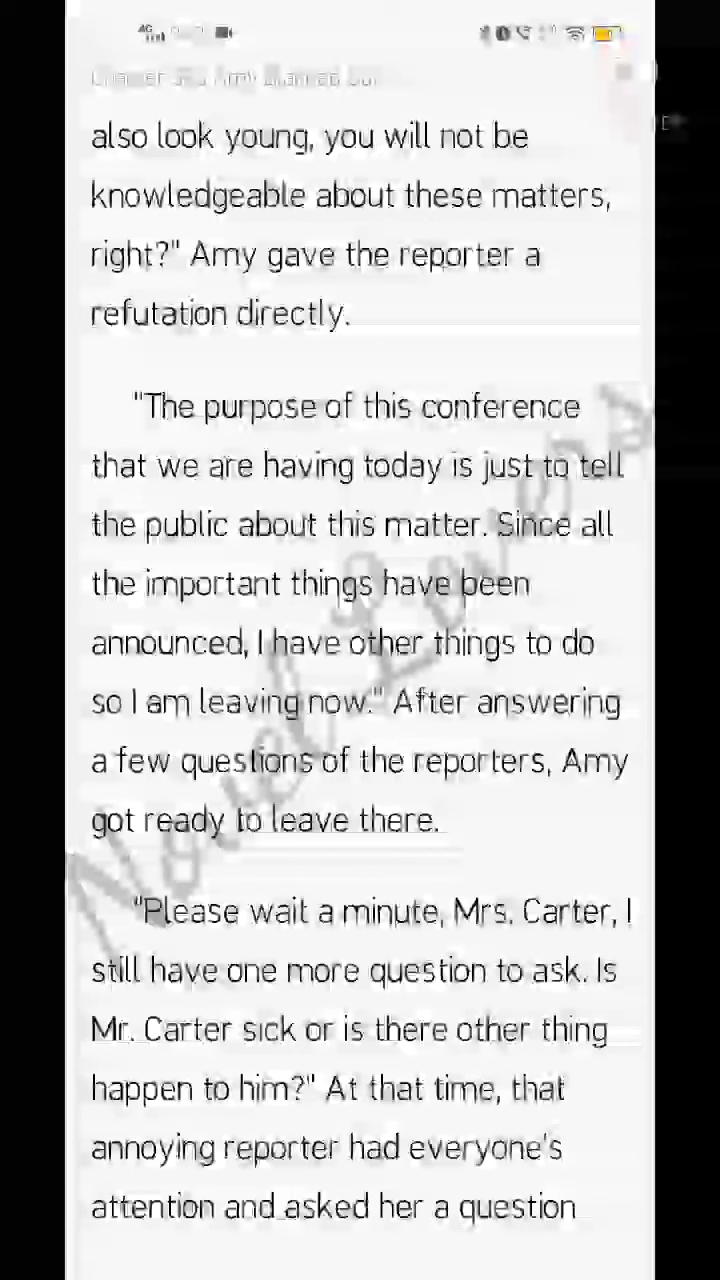 4G
also look young, you will not be
knowledgeable about these matters,
right?" Amy gave the reporter a
refutation directly.
"The purpose of this conference
that we are having today is just to tell
the public about this matter. Since all
the important things have been
announced, I have other things to do
so I am leaving now." After answering
a few questions of the reporters, Amy
got ready to leave there.
"Please wait a minute, Mrs. Carter, I
still have one more question to ask. Is
Mr. Carter sick or is there other thing
happen to him?" At that time, that
annoying reporter had everyone's
attention and asked her a question
Novel Lovers